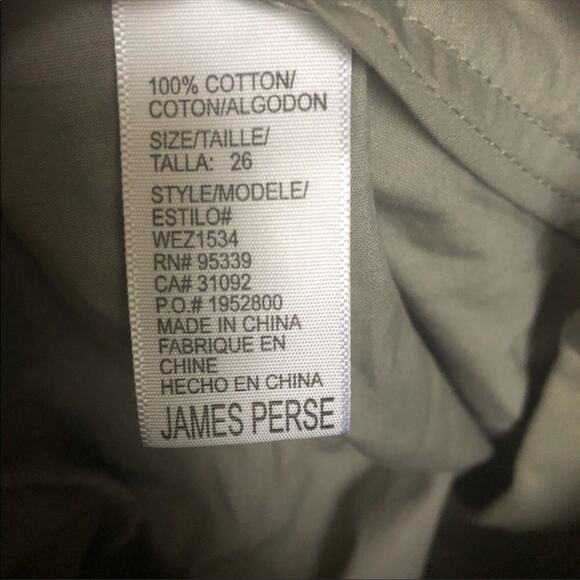 100% COTTON/
COTON/ALGODON
SIZE/TAILLE/
TALLA: 26
STYLE/MODELE/
ESTILO#
WEZ1534
RN# 95339
CA# 31092
P.O.# 1952800
MADE IN CHINA
FABRIQUE EN
CHINE
HECHO EN CHINA
JAMES PERSE